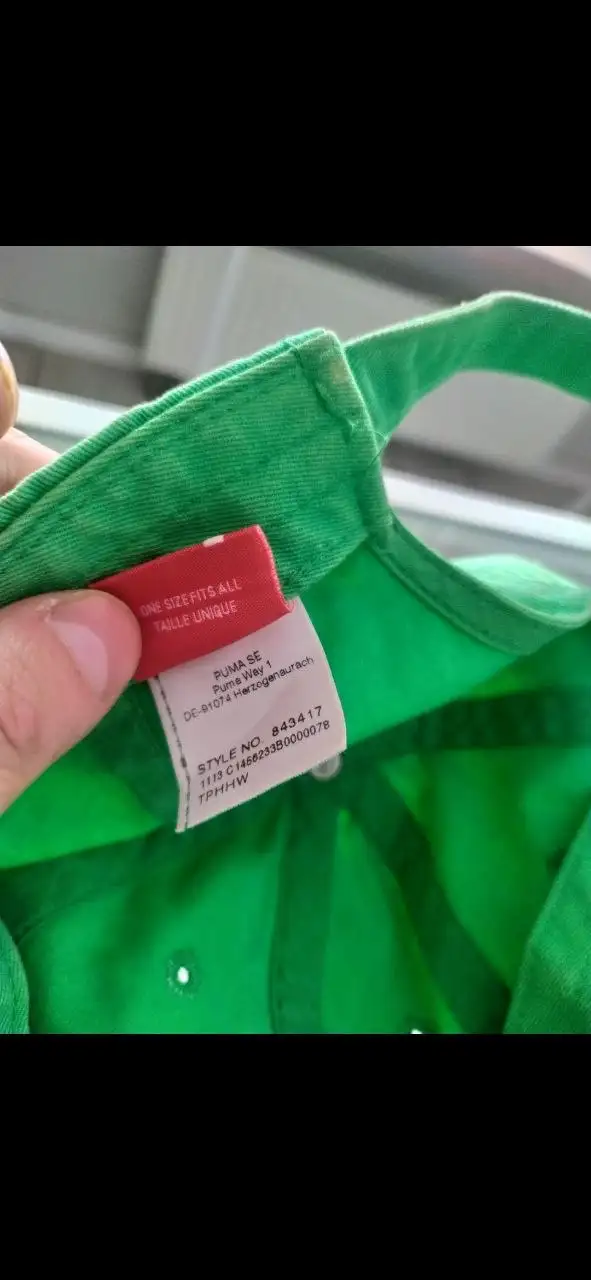 ONE SIZE FITS ALL
TAILLE UNIQUE
PUMA SE
Puma Way 1
DE-91074 Herzogenaurach
STYLE NO. 843417
1113 C1456233B0000078
TPHHW